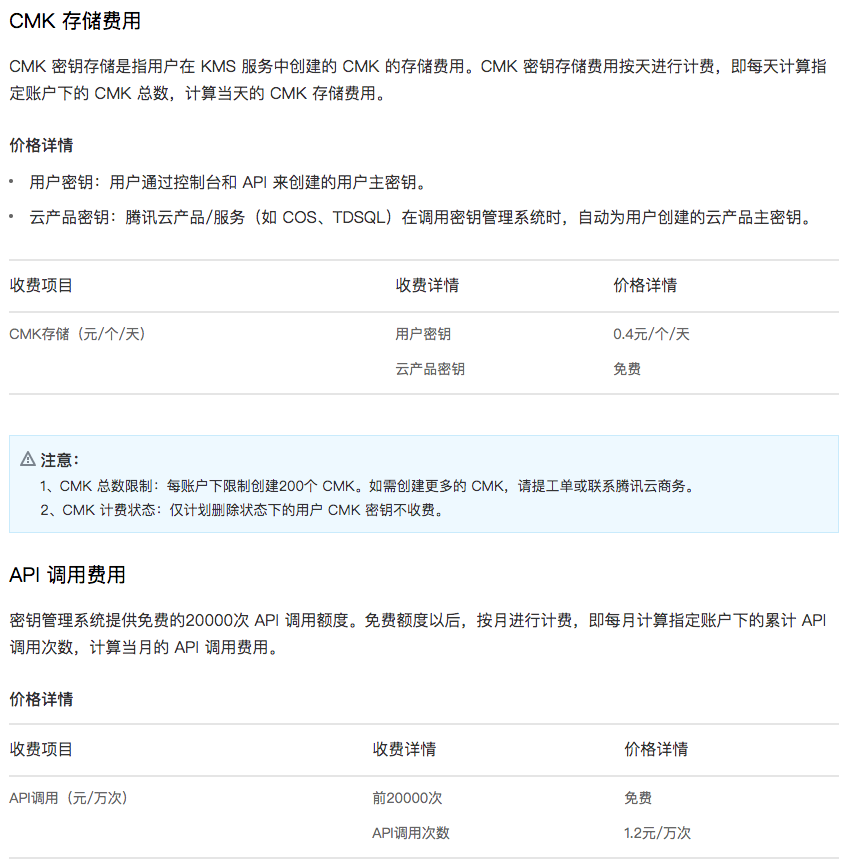 CMK 存储费用
CMK 密钥存储是指用户在 KMS 服务中创建的 CMK 的存储费用。CMK 密钥存储费用按天进行计费，即每天计算指
定账户下的 CMK 总数，计算当天的 CMK 存储费用。
价格详情
• 用户密钥：用户通过控制台和 API 来创建的用户主密钥。
• 云产品密钥：腾讯云产品/服务（如 COS、TDSQL）在调用密钥管理系统时，自动为用户创建的云产品主密钥。
收费项目 收费详情 价格详情
CMK存储（元/个/天） 用户密钥 0.4元/个/天
云产品密钥 免费
注意：
1、CMK 总数限制：每账户下限制创建200个 CMK。如需创建更多的 CMK，请提工单或联系腾讯云商务。
2、CMK 计费状态：仅计划删除状态下的用户 CMK 密钥不收费。
API 调用费用
密钥管理系统提供免费的20000次 API 调用额度。免费额度以后，按月进行计费，即每月计算指定账户下的累计 API
调用次数，计算当月的 API 调用费用。
价格详情
收费项目 收费详情 价格详情
API调用（元/万次） 前20000次 免费
API调用次数 1.2元/万次